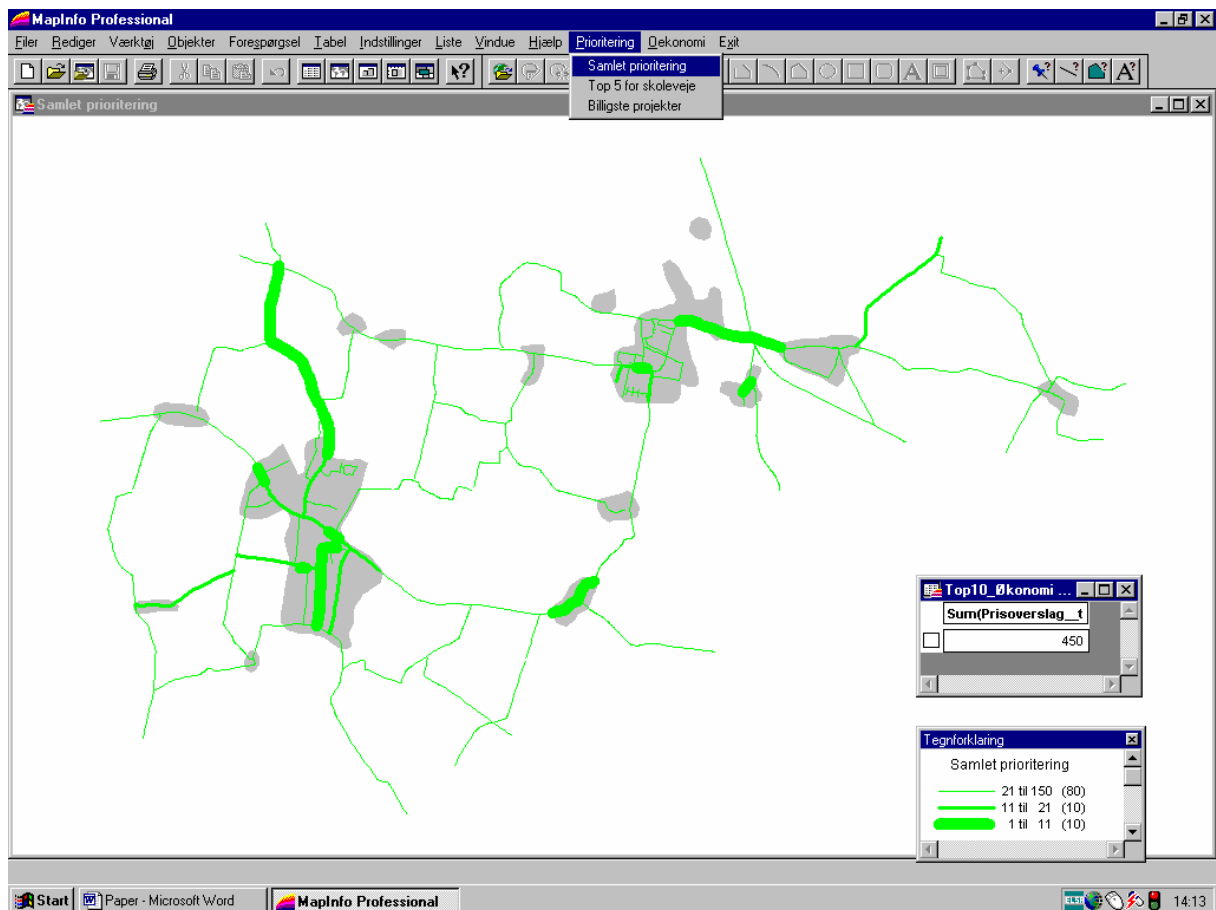 MapInfo Professional
Filer Rediger Værktøj Objekter Forespørgsel Tabel Indstillinger Liste Vindue Hjælp Prioritering Oekonomi Exit
Samlet prioritering
Top 5 for skoleveje
Billigste projekter
Samlet prioritering
Top10_Økonomi ...
Sum(Prisoverslag__t
450
Tegnforklaring
Samlet prioritering
21 til 150 (80)
11 til 21 (10)
1 til 11 (10)
Start Paper - Microsoft Word MapInfo Professional 14:13